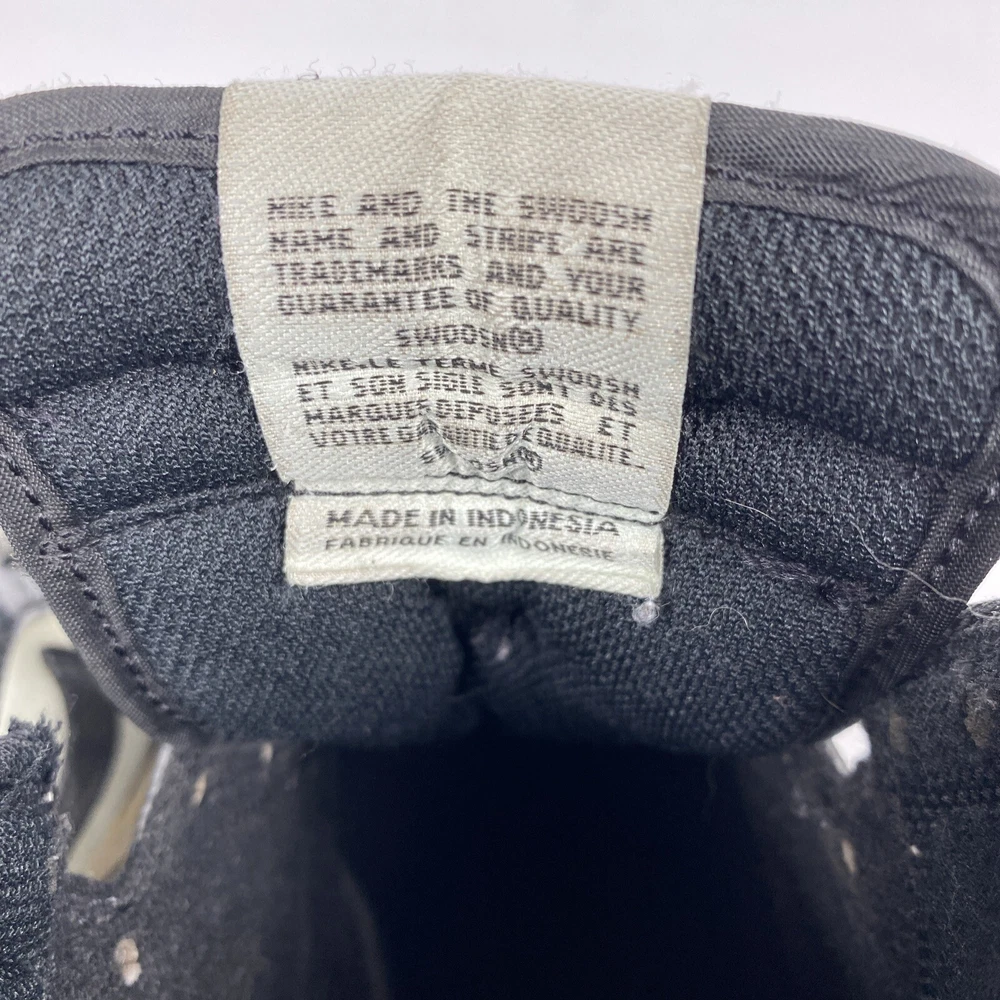 NIKE AND THE SWOOSH
NAME AND STRIPE ARE
TRADEMARKS AND YOUR
GUARANTEE OF QUALITY
SWOOSH®
NIKE-LE TERME SWOOSH
ET SON SIGLE SONT DES
MARQUES DEPOSEES ET
VOTRE GARANTIE DE QUALITE.
SWOOSH®
MADE IN INDONESIA
FABRIQUE EN INDONESIE